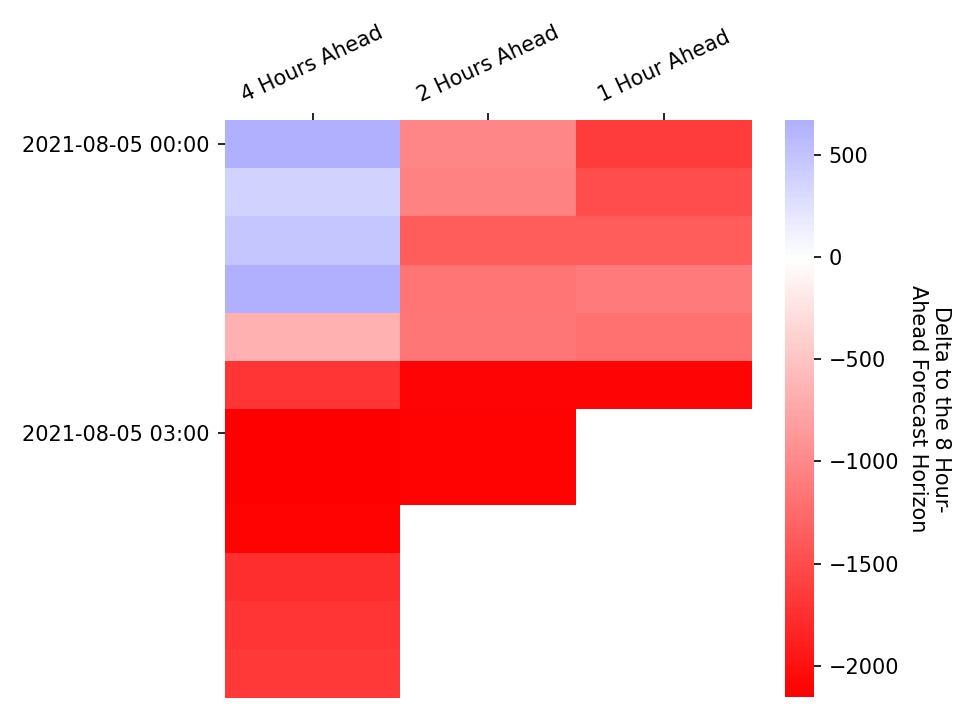 4 Hours Ahead
2 Hours Ahead
1 Hour Ahead
2021-08-05 00:00
2021-08-05 03:00
500
0
−500
−1000
−1500
−2000
Delta to the 8 Hour-
Ahead Forecast Horizon